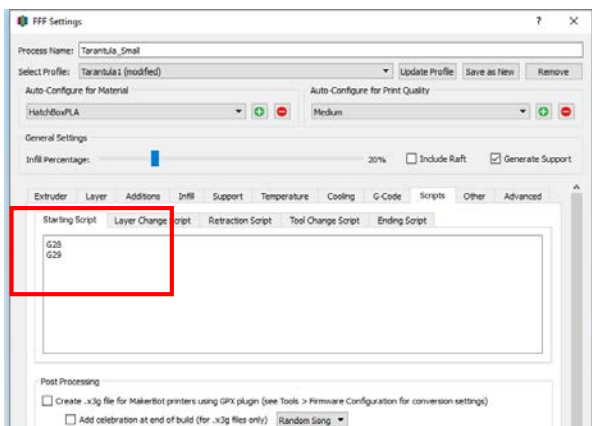 FFF Settings ? ×
Process Name: Tarantula_Small
Select Profile: Tarantula1 (modified) Update Profile Save as New Remove
Auto-Configure for Material Auto-Configure for Print Quality
HatchBoxPLA Medium
General Settings
Infill Percentage: 20% Include Raft Generate Support
Extruder Layer Additions Infill Support Temperature Cooling G-Code Scripts Other Advanced
Starting Script Layer Change Script Retraction Script Tool Change Script Ending Script
G28
G29
Post Processing
Create .x3g file for MakerBot printers using GPX plugin (see Tools > Firmware Configuration for conversion settings)
Add celebration at end of build (for .x3g files only) Random Song